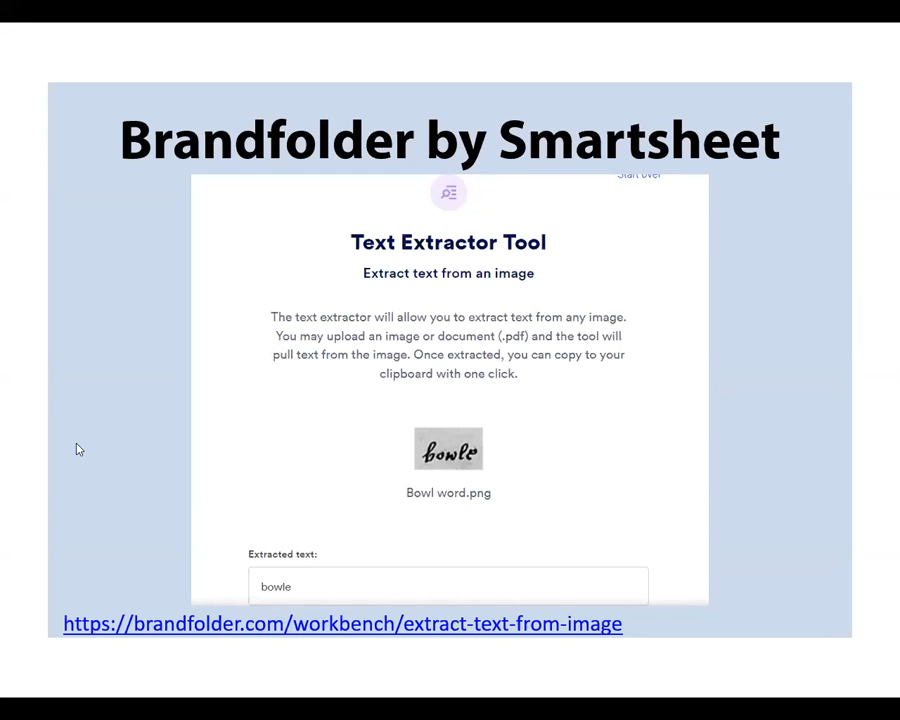 Brandfolder by Smartsheet
Start over
Text Extractor Tool
Extract text from an image
The text extractor will allow you to extract text from any image.
You may upload an image or document (.pdf) and the tool will
pull text from the image. Once extracted, you can copy to your
clipboard with one click.
bowle
Bowl word.png
Extracted text:
bowle
https://brandfolder.com/workbench/extract-text-from-image